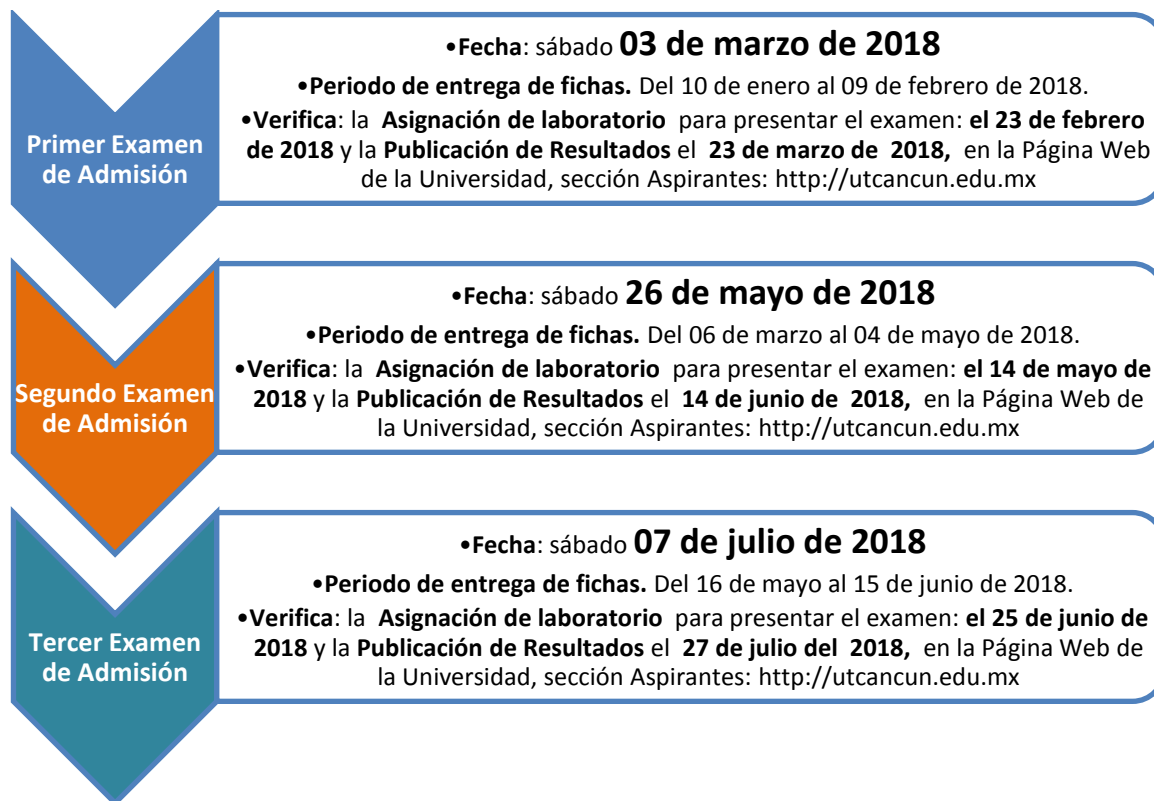 Primer Examen
de Admisión
•Fecha: sábado 03 de marzo de 2018
•Periodo de entrega de fichas. Del 10 de enero al 09 de febrero de 2018.
•Verifica: la Asignación de laboratorio para presentar el examen: el 23 de febrero
de 2018 y la Publicación de Resultados el 23 de marzo de 2018, en la Página Web
de la Universidad, sección Aspirantes: http://utcancun.edu.mx
Segundo Examen
de Admisión
•Fecha: sábado 26 de mayo de 2018
•Periodo de entrega de fichas. Del 06 de marzo al 04 de mayo de 2018.
•Verifica: la Asignación de laboratorio para presentar el examen: el 14 de mayo de
2018 y la Publicación de Resultados el 14 de junio de 2018, en la Página Web de
la Universidad, sección Aspirantes: http://utcancun.edu.mx
Tercer Examen
de Admisión
•Fecha: sábado 07 de julio de 2018
•Periodo de entrega de fichas. Del 16 de mayo al 15 de junio de 2018.
•Verifica: la Asignación de laboratorio para presentar el examen: el 25 de junio de
2018 y la Publicación de Resultados el 27 de julio del 2018, en la Página Web de
la Universidad, sección Aspirantes: http://utcancun.edu.mx